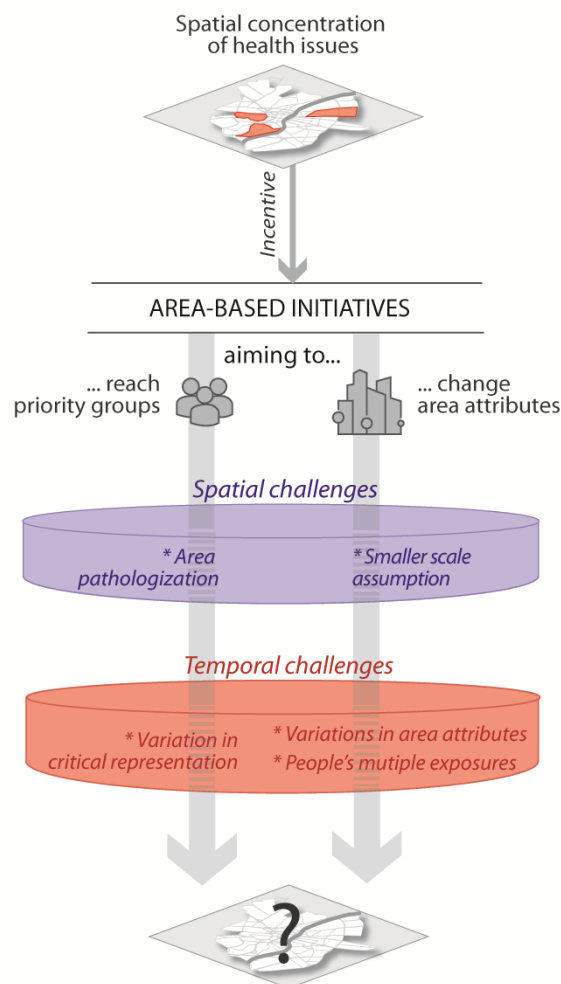 Spatial concentration
of health issues
Incentive
AREA-BASED INITIATIVES
aiming to...
... reach
priority groups
... change
area attributes
Spatial challenges
* Area
pathologization
* Smaller scale
assumption
Temporal challenges
* Variation in
critical representation
* Variations in area attributes
* People's mutiple exposures
?